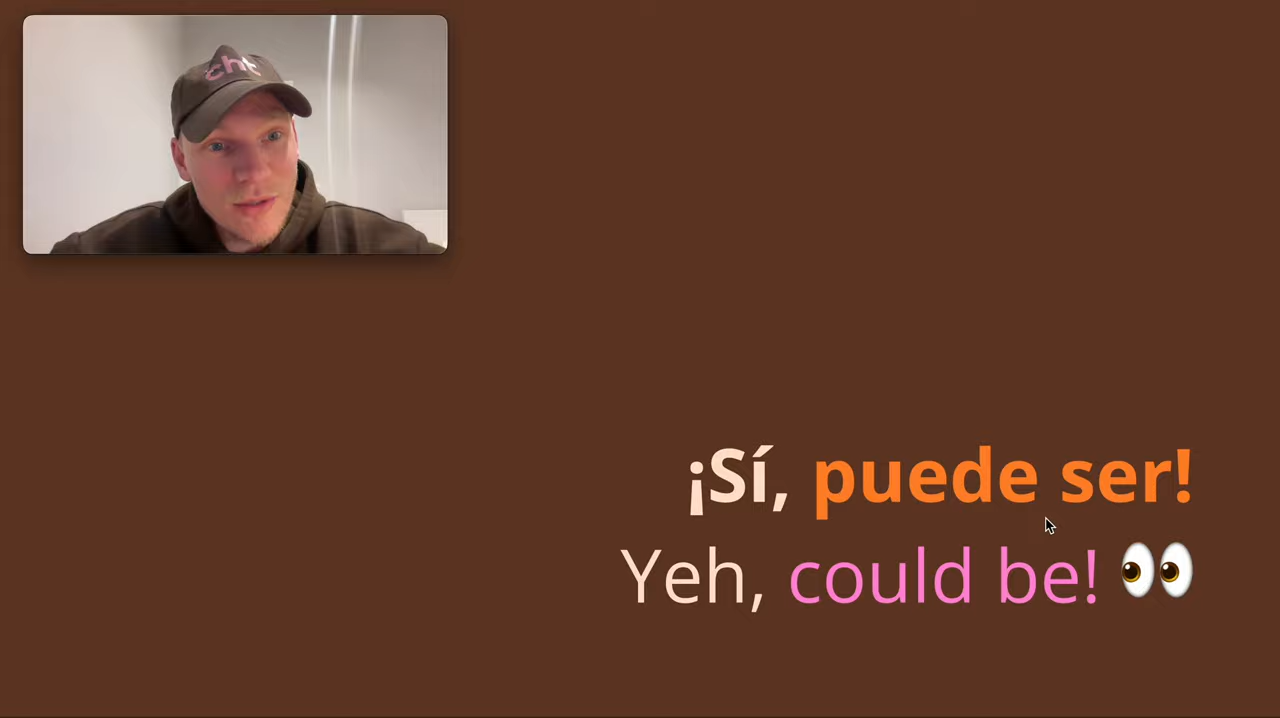 ¡Sí, puede ser!
Yeh, could be! 👀